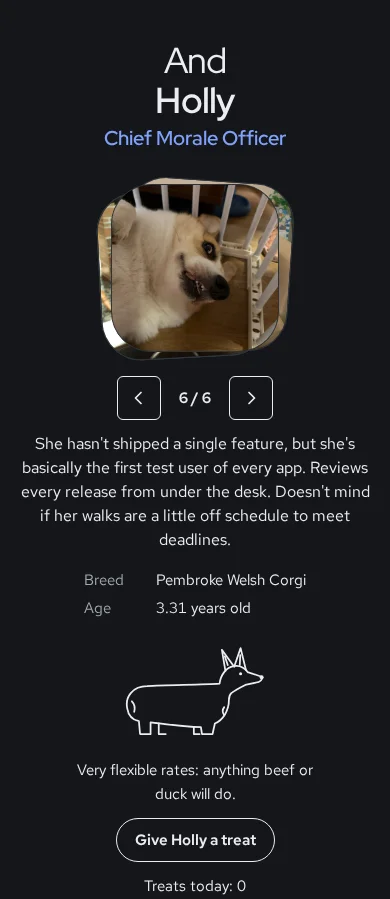 And
Holly
Chief Morale Officer
6 / 6
She hasn't shipped a single feature, but she's
basically the first test user of every app. Reviews
every release from under the desk. Doesn't mind
if her walks are a little off schedule to meet
deadlines.
Breed Pembroke Welsh Corgi
Age 3.31 years old
Very flexible rates: anything beef or
duck will do.
Give Holly a treat
Treats today: 0